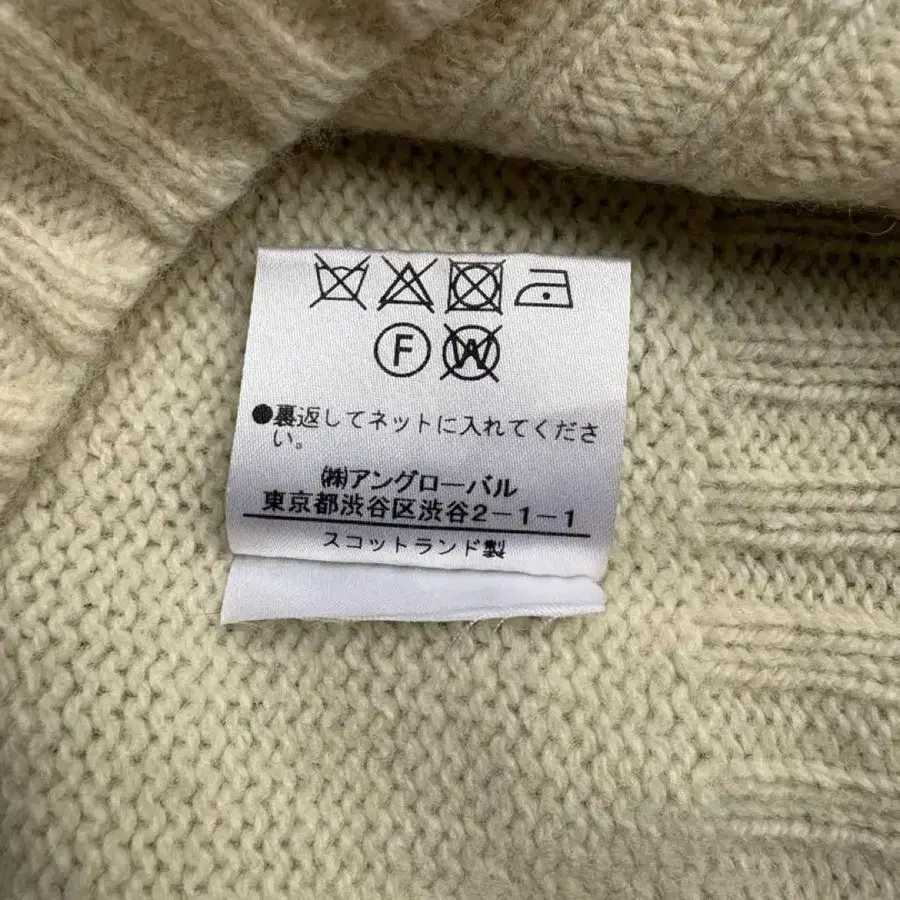 F W
●裏返してネットに入れてくださ
い。
㈱アングローバル
東京都渋谷区渋谷2-1-1
スコットランド製